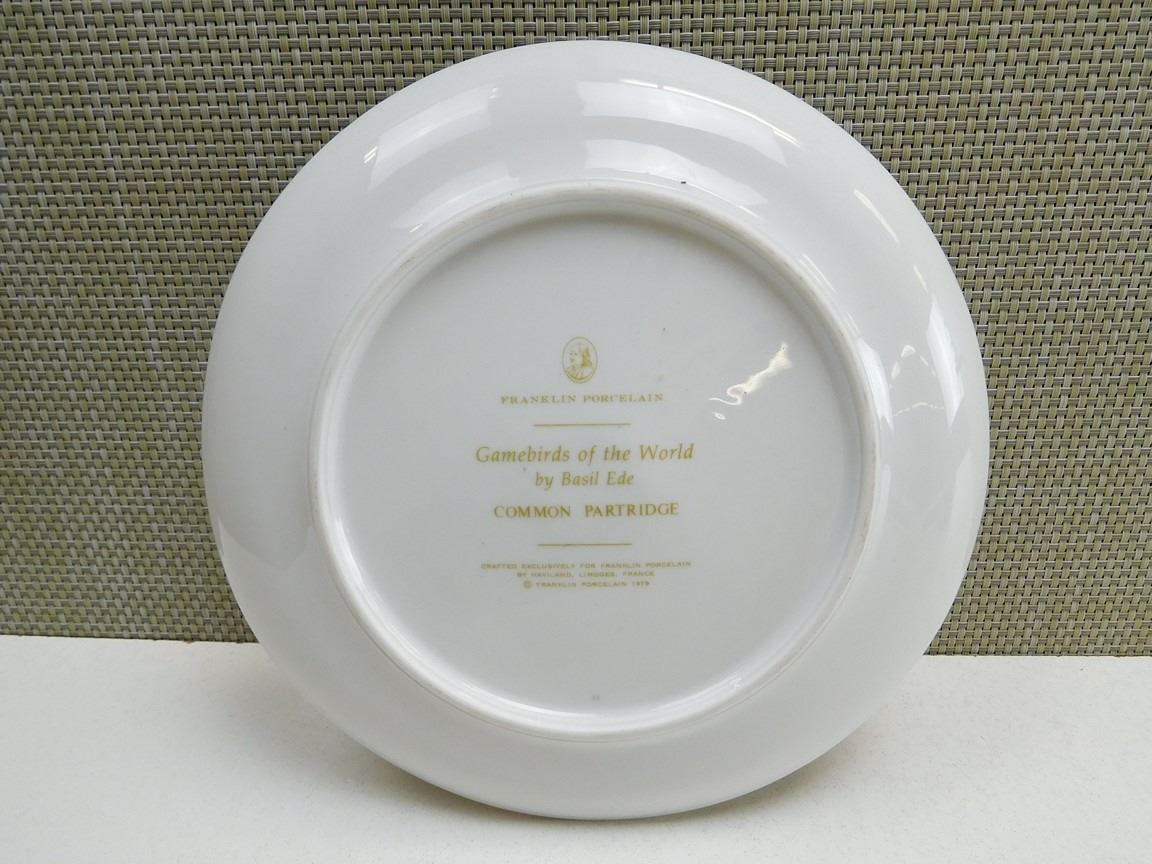 FRANKLIN PORCELAIN
Gamebirds of the World
by Basil Ede
COMMON PARTRIDGE
CRAFTED EXCLUSIVELY FOR FRANKLIN PORCELAIN
BY HAVILAND, LIMOGES, FRANCE
© FRANKLIN PORCELAIN 1979